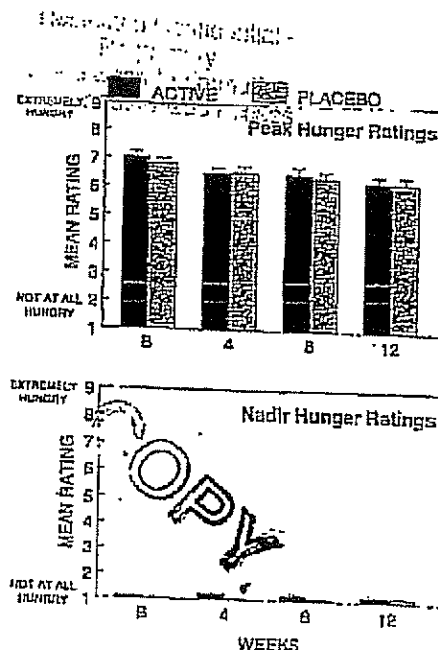 EXTREMELY
HUNGRY
ACTIVE PLACEBO
Peak Hunger Ratings
MEAN RATING
9
8
7
6
5
4
3
2
1
NOT AT ALL
HUNGRY
B 4 8 12
EXTREMELY
HUNGRY
Nadir Hunger Ratings
MEAN RATING
9
8
7
6
5
4
3
2
1
NOT AT ALL
HUNGRY
B 4 8 12
WEEKS
OPY